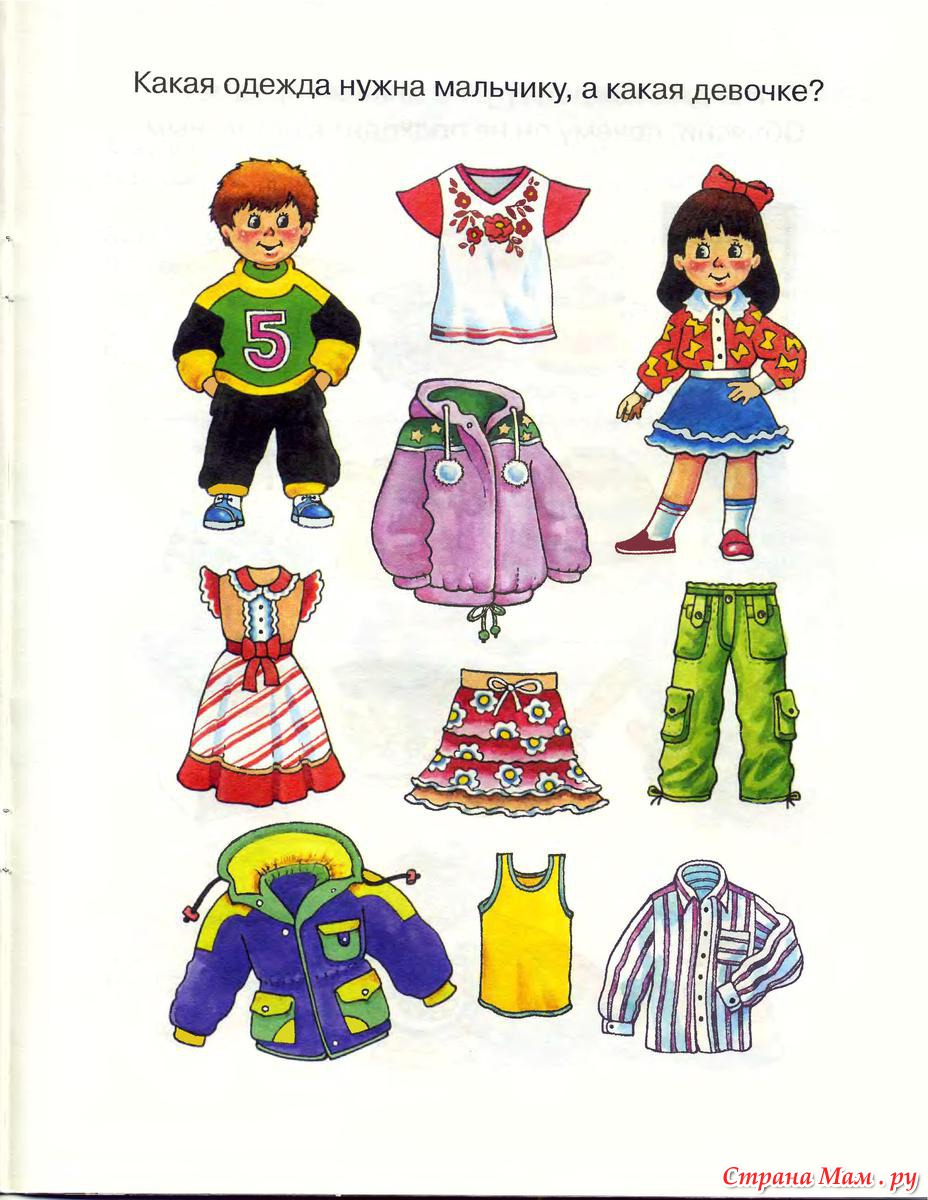 Какая одежда нужна мальчику, а какая девочке?
5
Страна Мам . ру